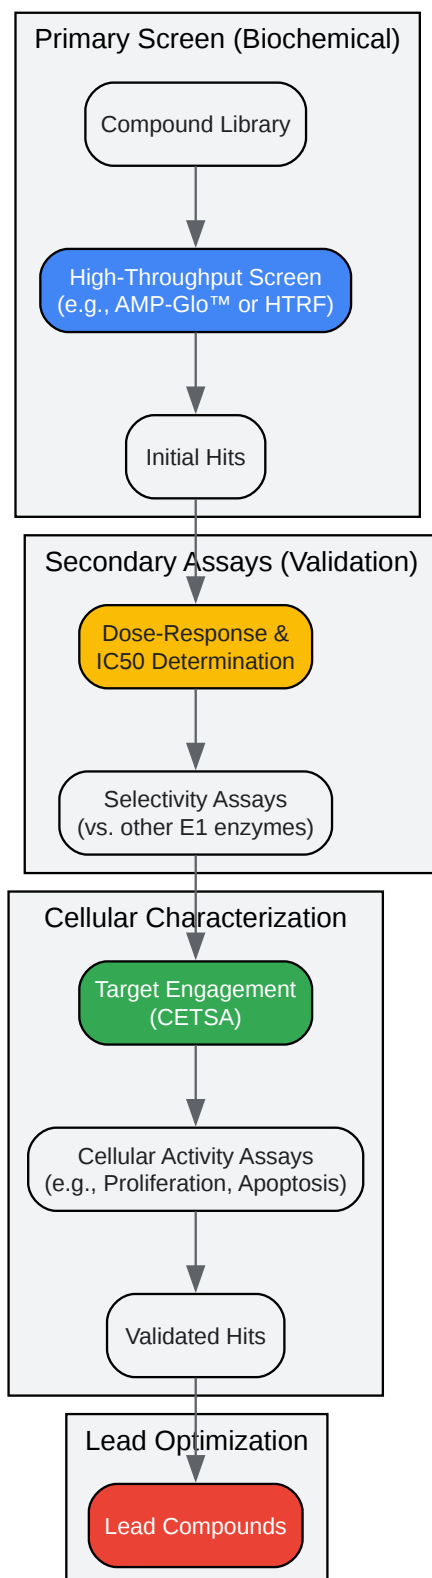 Primary Screen (Biochemical)
Compound Library
High-Throughput Screen
(e.g., AMP-Glo™ or HTRF)
Initial Hits
Secondary Assays (Validation)
Dose-Response &
IC50 Determination
Selectivity Assays
(vs. other E1 enzymes)
Cellular Characterization
Target Engagement
(CETSA)
Cellular Activity Assays
(e.g., Proliferation, Apoptosis)
Validated Hits
Lead Optimization
Lead Compounds